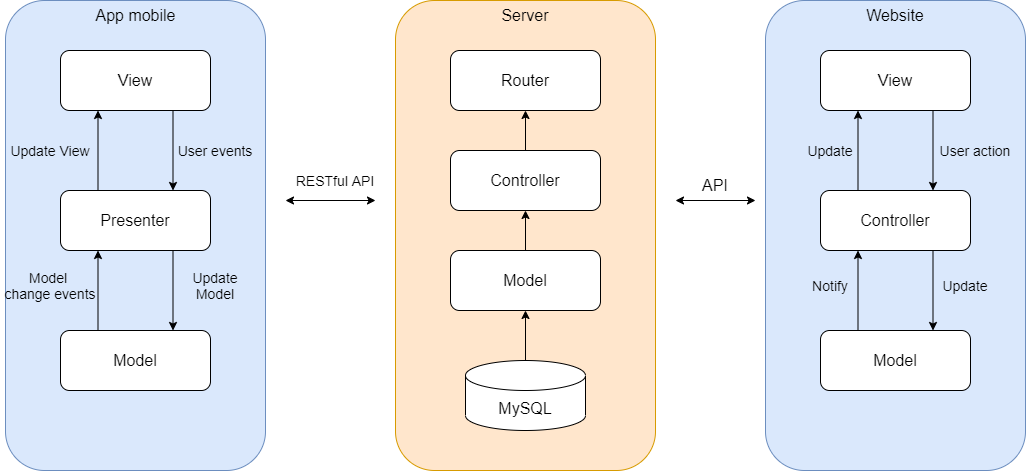 App mobile
View
Update View
User events
Presenter
Model
change events
Update
Model
Model
RESTful API
Server
Router
Controller
Model
MySQL
API
Website
View
Update
User action
Controller
Notify
Update
Model